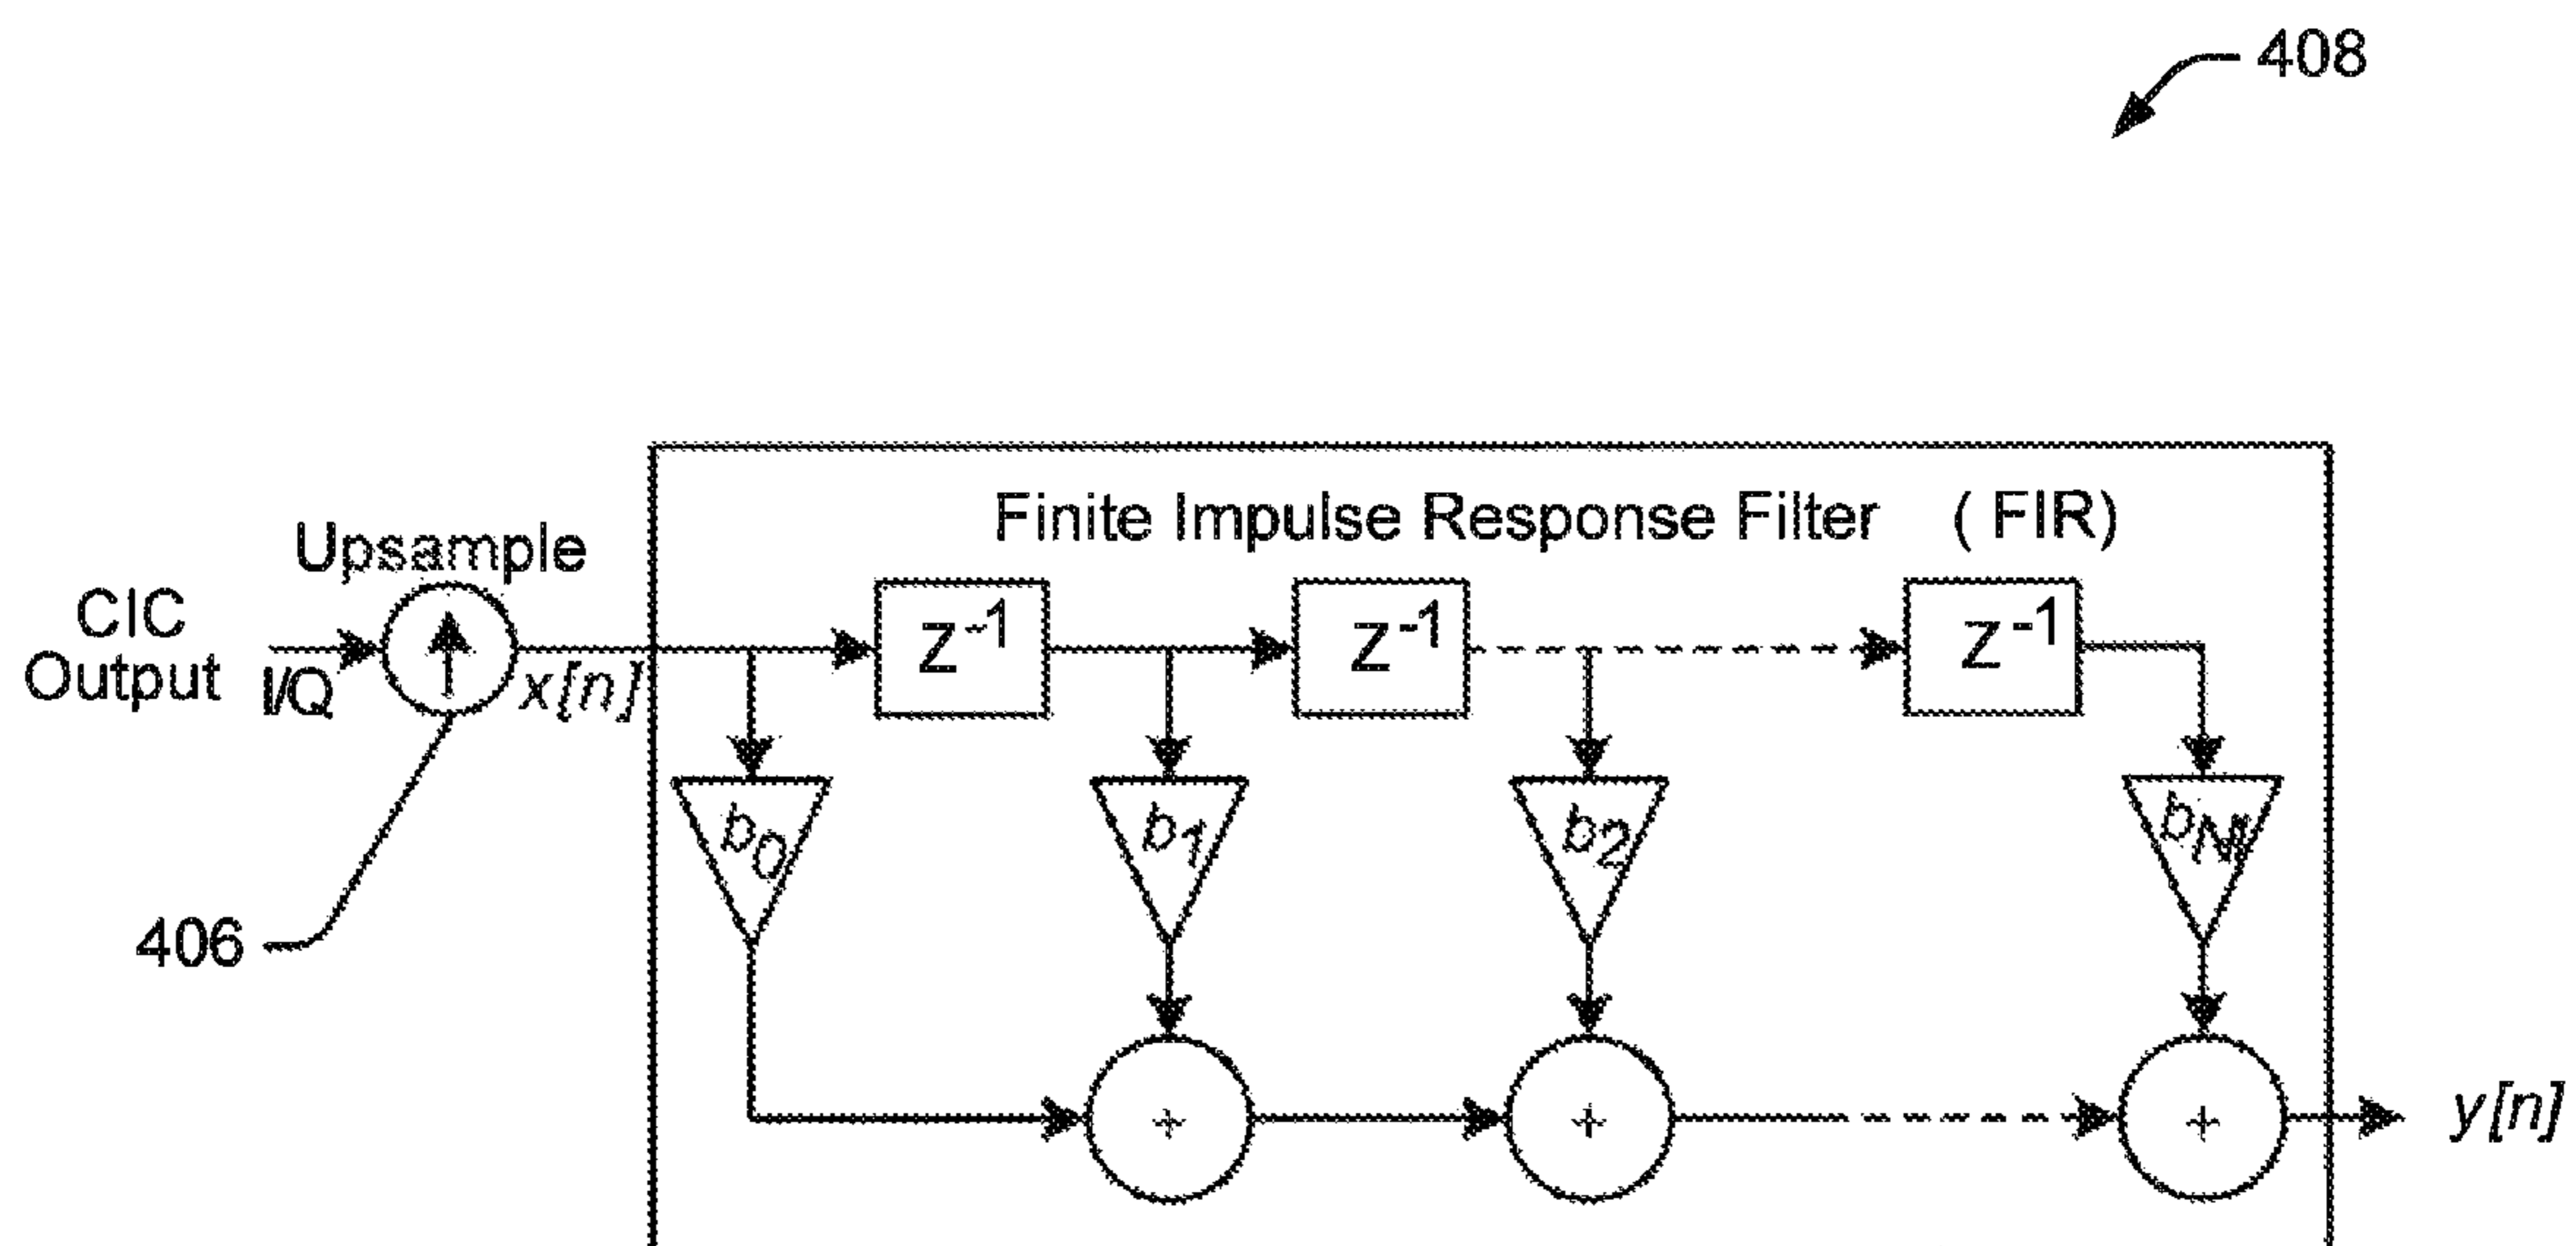 408
Finite Impulse Response Filter ( FIR)
Upsample
CIC
Output
I/Q
x[n]
z-1
z-1
z-1
b0
b1
b2
bN
406
+
+
+
y[n]